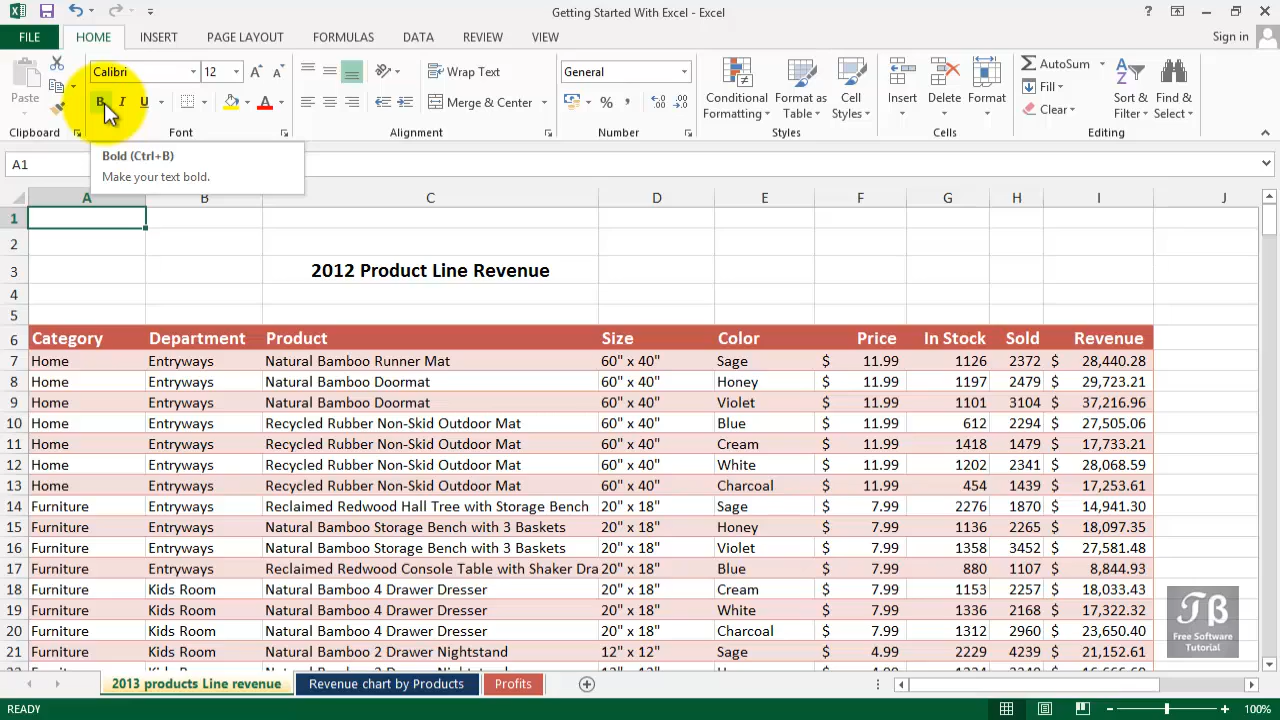 Getting Started With Excel - Excel
FILE HOME INSERT PAGE LAYOUT FORMULAS DATA REVIEW VIEW Sign in
Calibri 12 Wrap Text General AutoSum
Paste Merge & Center Conditional Formatting Format as Table Cell Styles Insert Delete Format Fill Clear Sort & Filter Find & Select
Clipboard Font Alignment Number Styles Cells Editing
A1
Bold (Ctrl+B)
Make your text bold.
A B C D E F G H I J
1
2
3 2012 Product Line Revenue
4
5
6 Category Department Product Size Color Price In Stock Sold Revenue
7 Home Entryways Natural Bamboo Runner Mat 60" x 40" Sage $ 11.99 1126 2372 $ 28,440.28
8 Home Entryways Natural Bamboo Doormat 60" x 40" Honey $ 11.99 1197 2479 $ 29,723.21
9 Home Entryways Natural Bamboo Doormat 60" x 40" Violet $ 11.99 1101 3104 $ 37,216.96
10 Home Entryways Recycled Rubber Non-Skid Outdoor Mat 60" x 40" Blue $ 11.99 612 2294 $ 27,505.06
11 Home Entryways Recycled Rubber Non-Skid Outdoor Mat 60" x 40" Cream $ 11.99 1418 1479 $ 17,733.21
12 Home Entryways Recycled Rubber Non-Skid Outdoor Mat 60" x 40" White $ 11.99 1202 2341 $ 28,068.59
13 Home Entryways Recycled Rubber Non-Skid Outdoor Mat 60" x 40" Charcoal $ 11.99 454 1439 $ 17,253.61
14 Furniture Entryways Reclaimed Redwood Hall Tree with Storage Bench 20" x 18" Sage $ 7.99 2276 1870 $ 14,941.30
15 Furniture Entryways Natural Bamboo Storage Bench with 3 Baskets 20" x 18" Honey $ 7.99 1136 2265 $ 18,097.35
16 Furniture Entryways Natural Bamboo Storage Bench with 3 Baskets 20" x 18" Violet $ 7.99 1358 3452 $ 27,581.48
17 Furniture Entryways Reclaimed Redwood Console Table with Shaker Dra 20" x 18" Blue $ 7.99 880 1107 $ 8,844.93
18 Furniture Kids Room Natural Bamboo 4 Drawer Dresser 20" x 18" Cream $ 7.99 1153 2257 $ 18,033.43
19 Furniture Kids Room Natural Bamboo 4 Drawer Dresser 20" x 18" White $ 7.99 1336 2168 $ 17,322.32
20 Furniture Kids Room Natural Bamboo 4 Drawer Dresser 20" x 18" Charcoal $ 7.99 1312 2960 $ 23,650.40
21 Furniture Kids Room Natural Bamboo 2 Drawer Nightstand 12" x 12" Sage $ 4.99 2229 4239 $ 21,152.61
TB
Free Software
Tutorial
2013 products Line revenue Revenue chart by Products Profits
READY 100%